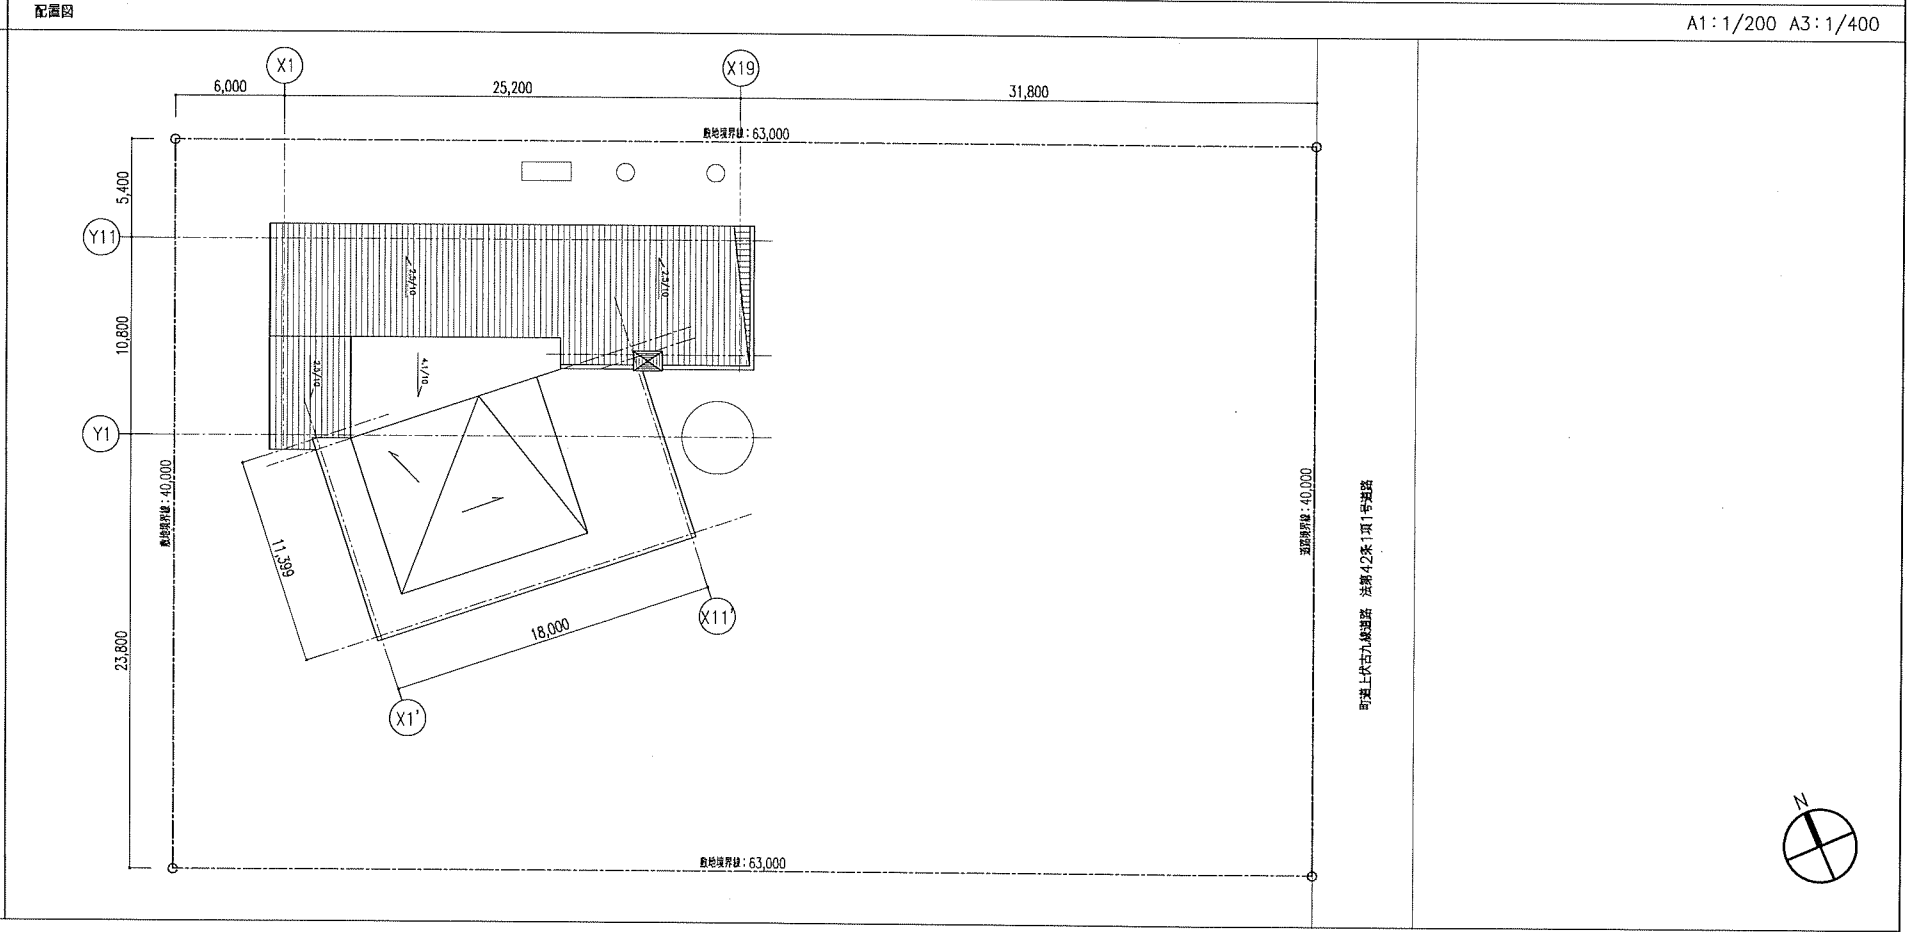 配置図
A1:1/200 A3:1/400
X1
X19
6,000
25,200
31,800
敷地境界線:63,000
5,400
Y11
2.5/10
2.5/10
10,800
2.5/10
4.1/10
Y1
敷地境界線:40,000
道路境界線:40,000
町道上伏古九線道路 法第42条1項1号道路
11,399
18,000
X11'
23,800
X1'
N
敷地境界線:63,000